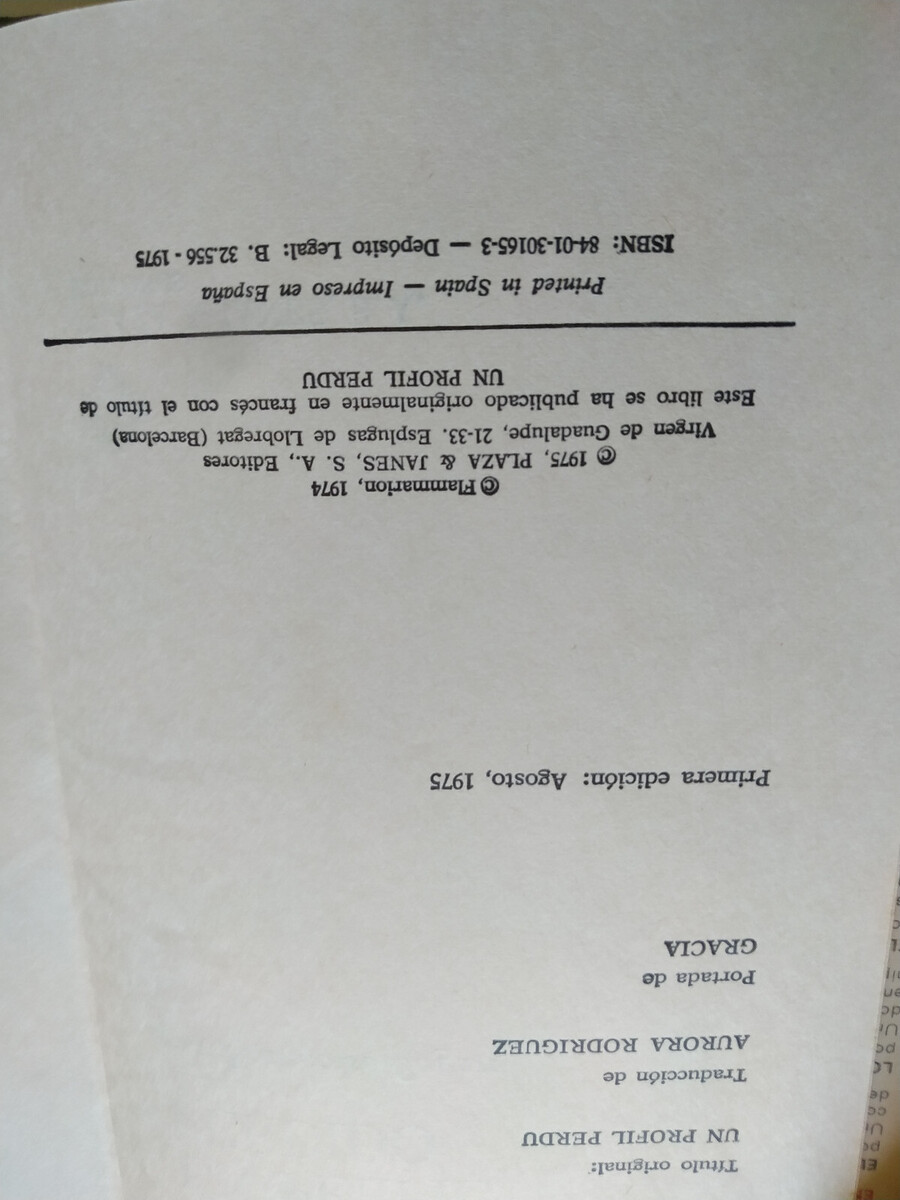 Título original:
UN PROFIL PERDU
Traducción de
AURORA RODRIGUEZ
Portada de
GRACIA
Primera edición: Agosto, 1975
© Flammarion, 1974
© 1975, PLAZA & JANES, S. A., Editores
Virgen de Guadalupe, 21-33. Esplugas de Llobregat (Barcelona)
Este libro se ha publicado originalmente en francés con el título de
UN PROFIL PERDU
Printed in Spain — Impreso en España
ISBN: 84-01-30165-3 — Depósito Legal: B. 32.556 - 1975